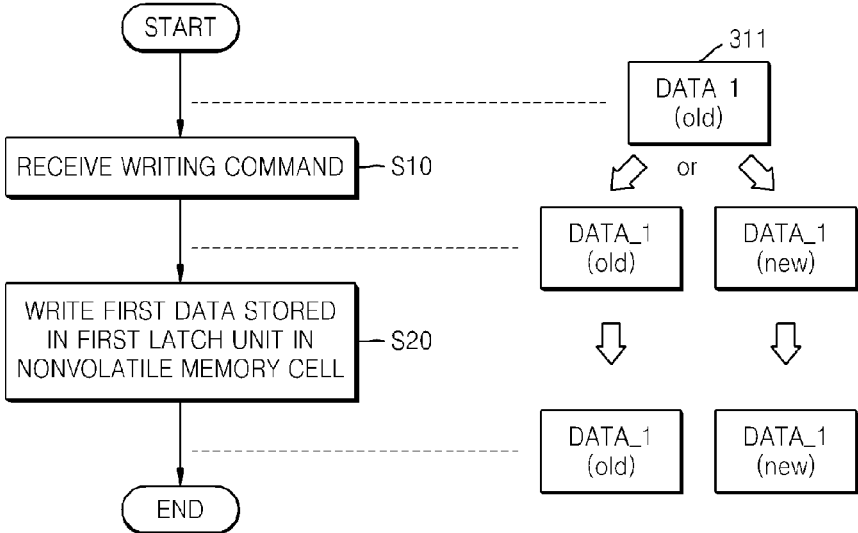 START
311
DATA 1
(old)
RECEIVE WRITING COMMAND
S10
or
DATA_1
(old)
DATA_1
(new)
WRITE FIRST DATA STORED
IN FIRST LATCH UNIT IN
NONVOLATILE MEMORY CELL
S20
DATA_1
(old)
DATA_1
(new)
END